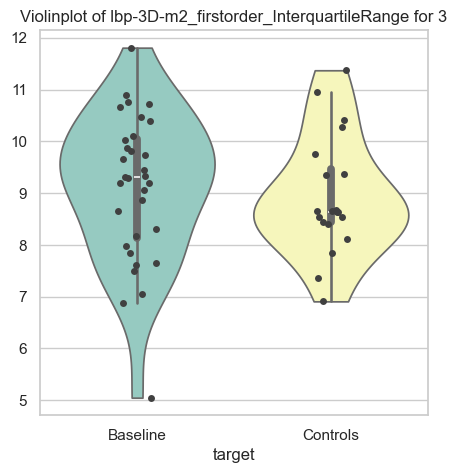 Violinplot of lbp-3D-m2_firstorder_InterquartileRange for 3
12
11
10
9
8
7
6
5
Baseline
Controls
target